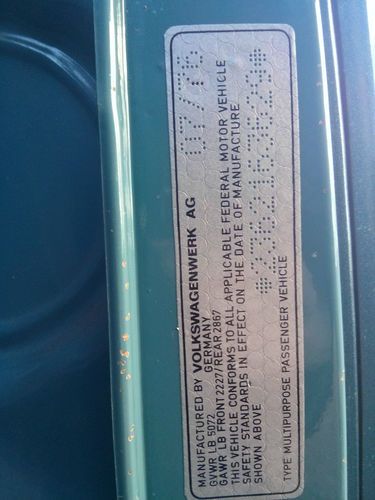 MANUFACTURED BY VOLKSWAGENWERK AG 07/76
GERMANY
GVWR LB 5072
GAWR LB FRONT 2227/REAR 2867
THIS VEHICLE CONFORMS TO ALL APPLICABLE FEDERAL MOTOR VEHICLE
SAFETY STANDARDS IN EFFECT ON THE DATE OF MANUFACTURE
SHOWN ABOVE
#2362163529#
TYPE MULTIPURPOSE PASSENGER VEHICLE